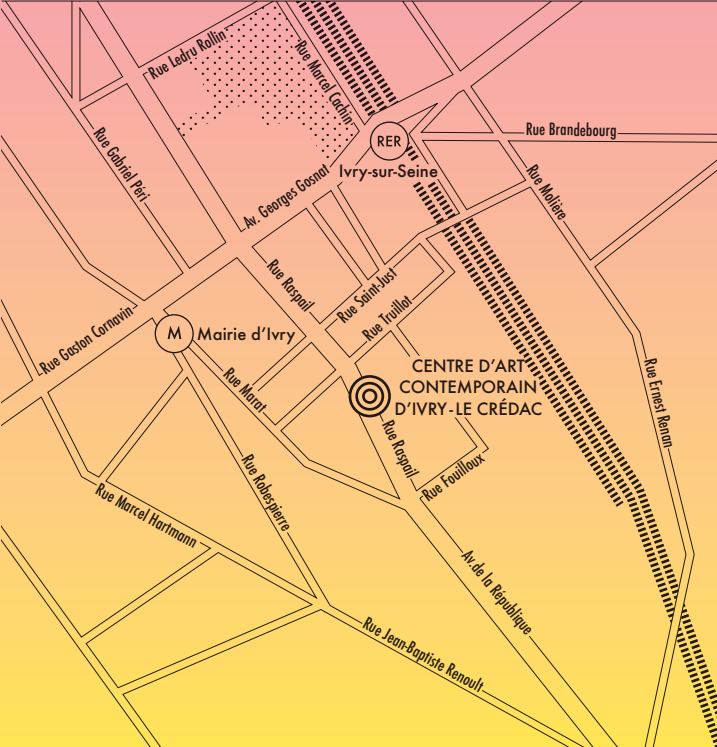 Rue Ledru Rollin
Rue Marcel Cachin
Rue Gabriel Péri
RER
Ivry-sur-Seine
Rue Brandebourg
Rue Molière
Av. Georges Gosnat
Rue Raspail
Rue Saint-Just
Rue Truillot
Rue Gaston Cornavin
M
Mairie d'Ivry
Rue Marat
CENTRE D'ART
CONTEMPORAIN
D'IVRY-LE CRÉDAC
Rue Ernest Renan
Rue Raspail
Rue Fouilloux
Rue Robespierre
Rue Marcel Hartmann
Av. de la République
Rue Jean-Baptiste Renoult